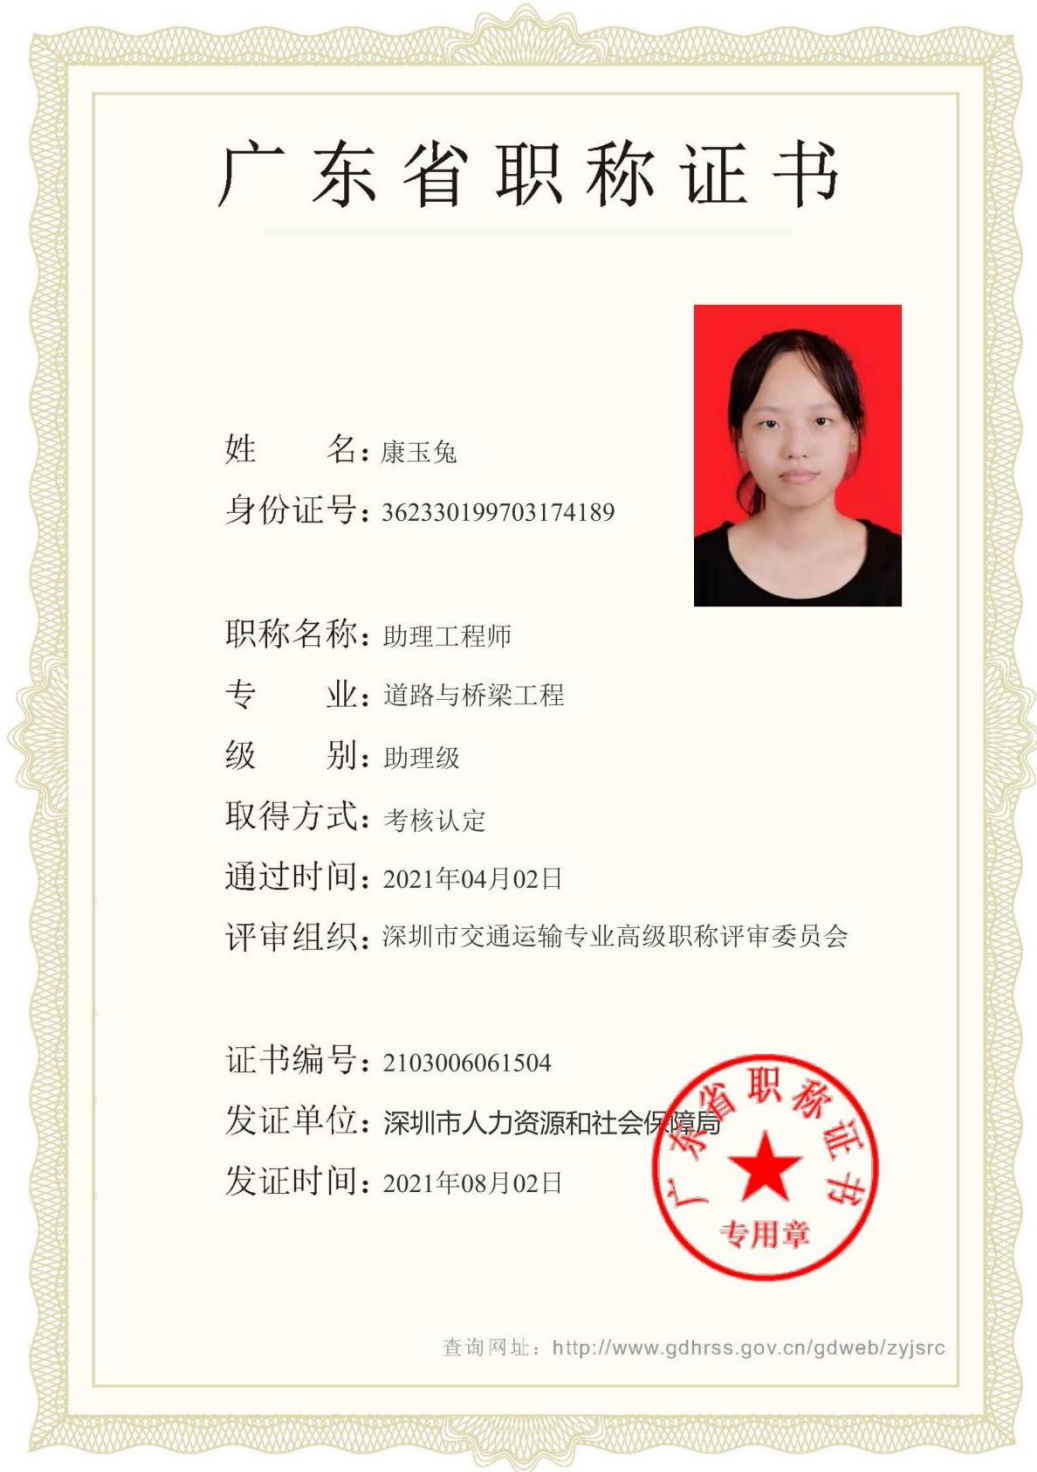 广东省职称证书
姓 名：康玉兔
身份证号：362330199703174189
职称名称：助理工程师
专 业：道路与桥梁工程
级 别：助理级
取得方式：考核认定
通过时间：2021年04月02日
评审组织：深圳市交通运输专业高级职称评审委员会
证书编号：2103006061504
发证单位：深圳市人力资源和社会保障局
发证时间：2021年08月02日
广东省职称证书
专用章
查询网址：http://www.gdhrss.gov.cn/gdweb/zyjsrc